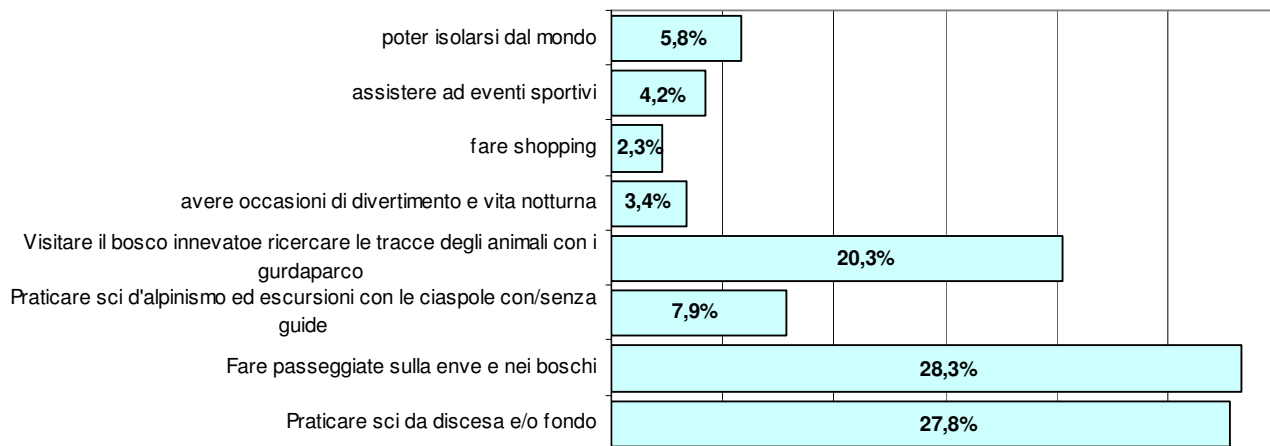 poter isolarsi dal mondo 5,8%
assistere ad eventi sportivi 4,2%
fare shopping 2,3%
avere occasioni di divertimento e vita notturna 3,4%
Visitare il bosco innevatoe ricercare le tracce degli animali con i
gurdaparco 20,3%
Praticare sci d'alpinismo ed escursioni con le ciaspole con/senza
guide 7,9%
Fare passeggiate sulla enve e nei boschi 28,3%
Praticare sci da discesa e/o fondo 27,8%